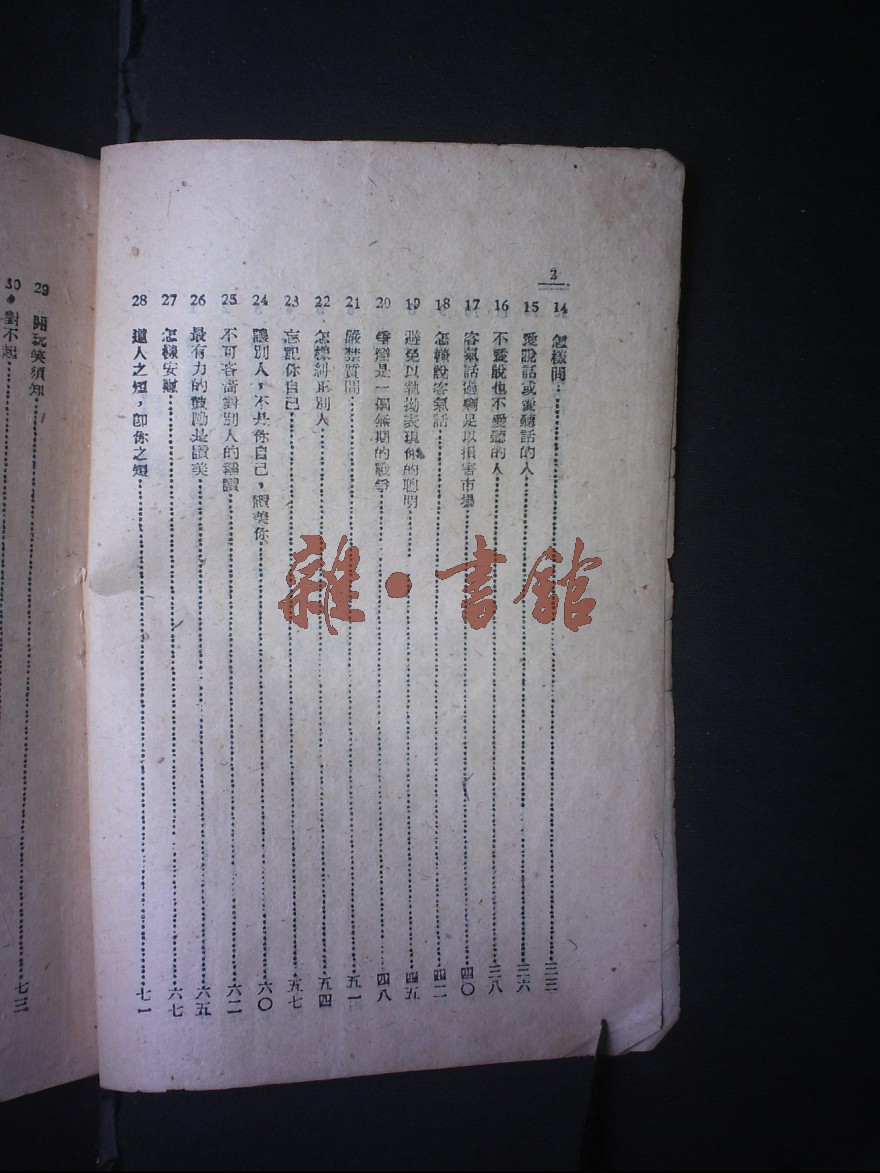 2
14 怎樣問……三三
15 愛說話或愛聽話的人……三六
16 不愛說也不愛聽的人……三八
17 客氣話過劑足以損害市場……四〇
18 怎樣說客氣話……四二
19 避免以執拗表現你的聰明……四五
20 爭辯是一個無期的戰爭……四八
21 嚴禁質問……五一
22 怎樣糾正別人……五四
23 忘記你自己……五七
24 讓別人,不是你自己,讚美你……六〇
25 不可吝嗇對別人的稱讚……六二
26 最有力的鼓勵是讚美……六五
27 怎樣安慰……六七
28 道人之短,卽你之短……七一
29 開玩笑須知……七三
30 對不起
雜·書館